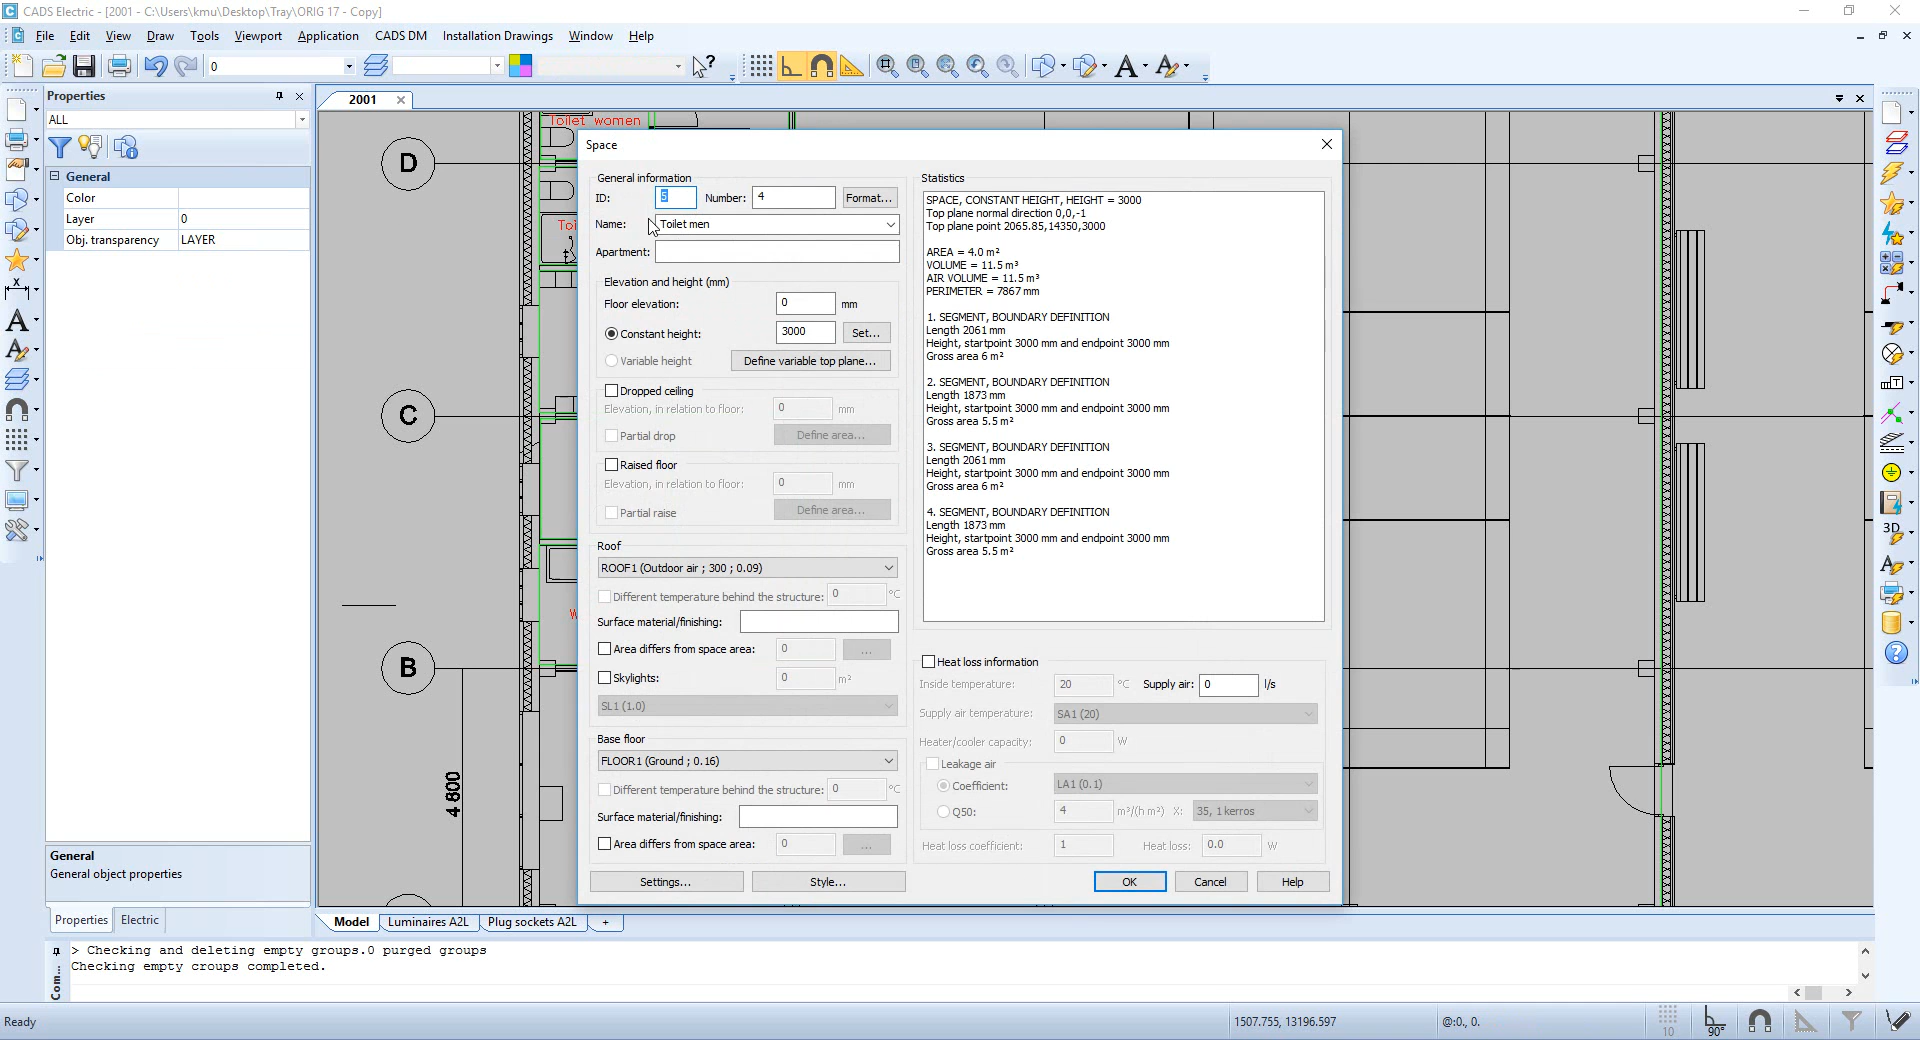 CADS Electric - [2001 - C:\Users\kmu\Desktop\Tray\ORIG 17 - Copy]
File Edit View Draw Tools Viewport Application CADS DM Installation Drawings Window Help
0
Properties
ALL
General
Color
Layer 0
Obj. transparency LAYER
General
General object properties
Properties Electric
2001
Toilet women
D
C
B
4 800
Toi
W
Space
General information
ID: 5 Number: 4 Format...
Name: Toilet men
Apartment:
Elevation and height (mm)
Floor elevation: 0 mm
Constant height: 3000 Set...
Variable height Define variable top plane...
Dropped ceiling
Elevation, in relation to floor: 0 mm
Partial drop Define area...
Raised floor
Elevation, in relation to floor: 0 mm
Partial raise Define area...
Roof
ROOF1 (Outdoor air ; 300 ; 0.09)
Different temperature behind the structure: 0 °C
Surface material/finishing:
Area differs from space area: 0 ...
Skylights: 0 m²
SL1 (1.0)
Base floor
FLOOR1 (Ground ; 0.16)
Different temperature behind the structure: 0 °C
Surface material/finishing:
Area differs from space area: 0 ...
Settings... Style...
Statistics
SPACE, CONSTANT HEIGHT, HEIGHT = 3000
Top plane normal direction 0,0,-1
Top plane point 2065.85,14350,3000
AREA = 4.0 m²
VOLUME = 11.5 m³
AIR VOLUME = 11.5 m³
PERIMETER = 7867 mm
1. SEGMENT, BOUNDARY DEFINITION
Length 2061 mm
Height, startpoint 3000 mm and endpoint 3000 mm
Gross area 6 m²
2. SEGMENT, BOUNDARY DEFINITION
Length 1873 mm
Height, startpoint 3000 mm and endpoint 3000 mm
Gross area 5.5 m²
3. SEGMENT, BOUNDARY DEFINITION
Length 2061 mm
Height, startpoint 3000 mm and endpoint 3000 mm
Gross area 6 m²
4. SEGMENT, BOUNDARY DEFINITION
Length 1873 mm
Height, startpoint 3000 mm and endpoint 3000 mm
Gross area 5.5 m²
Heat loss information
Inside temperature: 20 °C Supply air: 0 l/s
Supply air temperature: SA1 (20)
Heater/cooler capacity: 0 W
Leakage air
Coefficient: LA1 (0.1)
Q50: 4 m³/(h m²) X: 35, 1 kerros
Heat loss coefficient: 1 Heat loss: 0.0 W
OK Cancel Help
Model Luminaires A2L Plug sockets A2L +
Com...
> Checking and deleting empty groups.0 purged groups
Checking empty croups completed.
Ready 1507.755, 13196.597 @:0., 0. 10 90°
3D